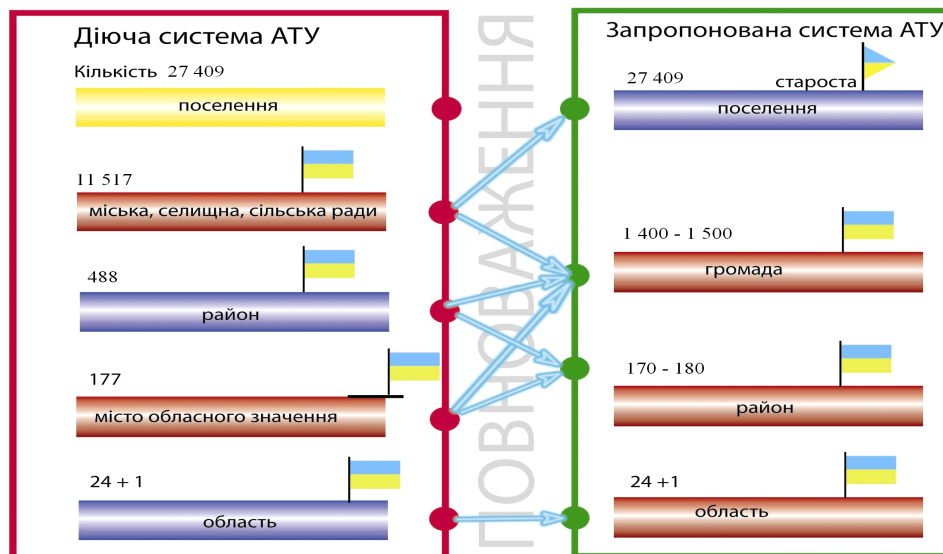 Діюча система АТУ
Кількість 27 409
поселення
11 517
міська, селищна, сільська ради
488
район
177
місто обласного значення
24 + 1
область
ПОВНОВАЖЕННЯ
Запропонована система АТУ
27 409
староста
поселення
1 400 - 1 500
громада
170 - 180
район
24 +1
область